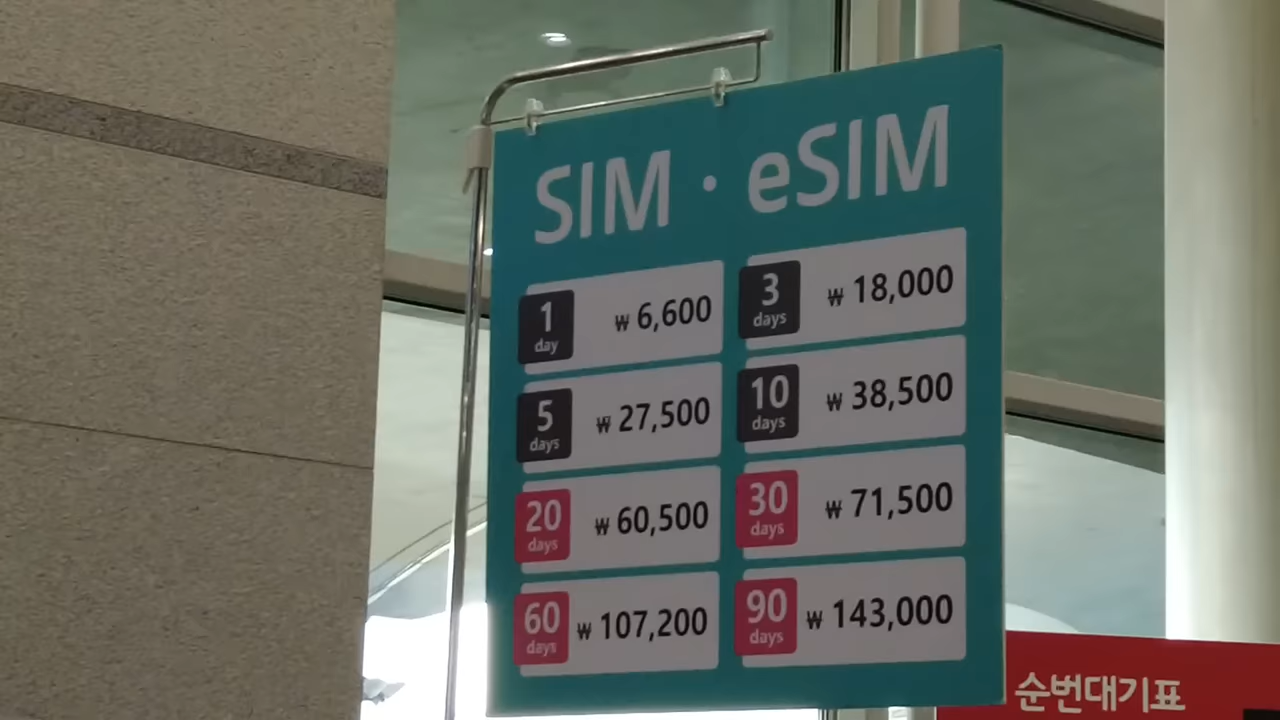 SIM · eSIM
1 day ₩ 6,600
3 days ₩ 18,000
5 days ₩ 27,500
10 days ₩ 38,500
20 days ₩ 60,500
30 days ₩ 71,500
60 days ₩ 107,200
90 days ₩ 143,000
순번대기표